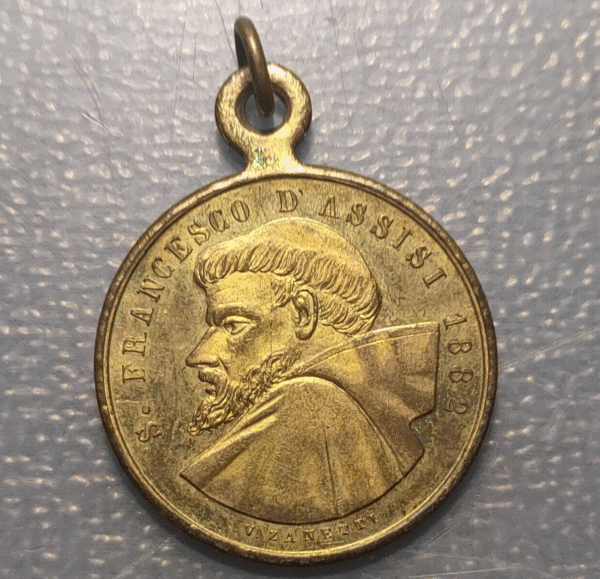 S. FRANCESCO D'ASSISI 1882
V. ZANETTI